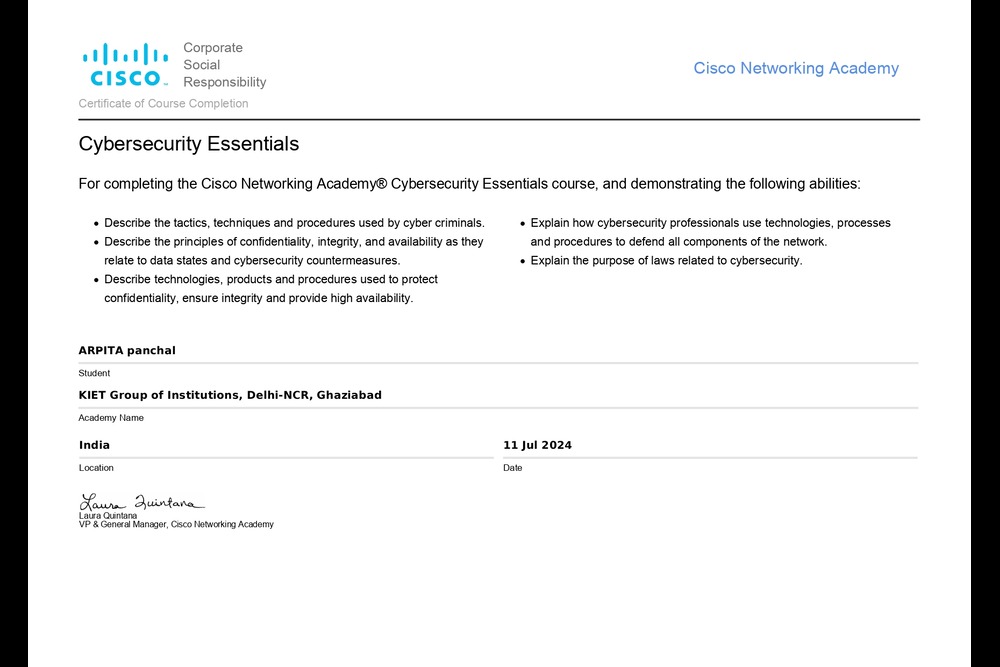 CISCO
Corporate
Social
Responsibility
Cisco Networking Academy
Certificate of Course Completion
Cybersecurity Essentials
For completing the Cisco Networking Academy® Cybersecurity Essentials course, and demonstrating the following abilities:
• Describe the tactics, techniques and procedures used by cyber criminals.
• Describe the principles of confidentiality, integrity, and availability as they
relate to data states and cybersecurity countermeasures.
• Describe technologies, products and procedures used to protect
confidentiality, ensure integrity and provide high availability.
• Explain how cybersecurity professionals use technologies, processes
and procedures to defend all components of the network.
• Explain the purpose of laws related to cybersecurity.
ARPITA panchal
Student
KIET Group of Institutions, Delhi-NCR, Ghaziabad
Academy Name
India
Location
11 Jul 2024
Date
Laura Quintana
Laura Quintana
VP & General Manager, Cisco Networking Academy